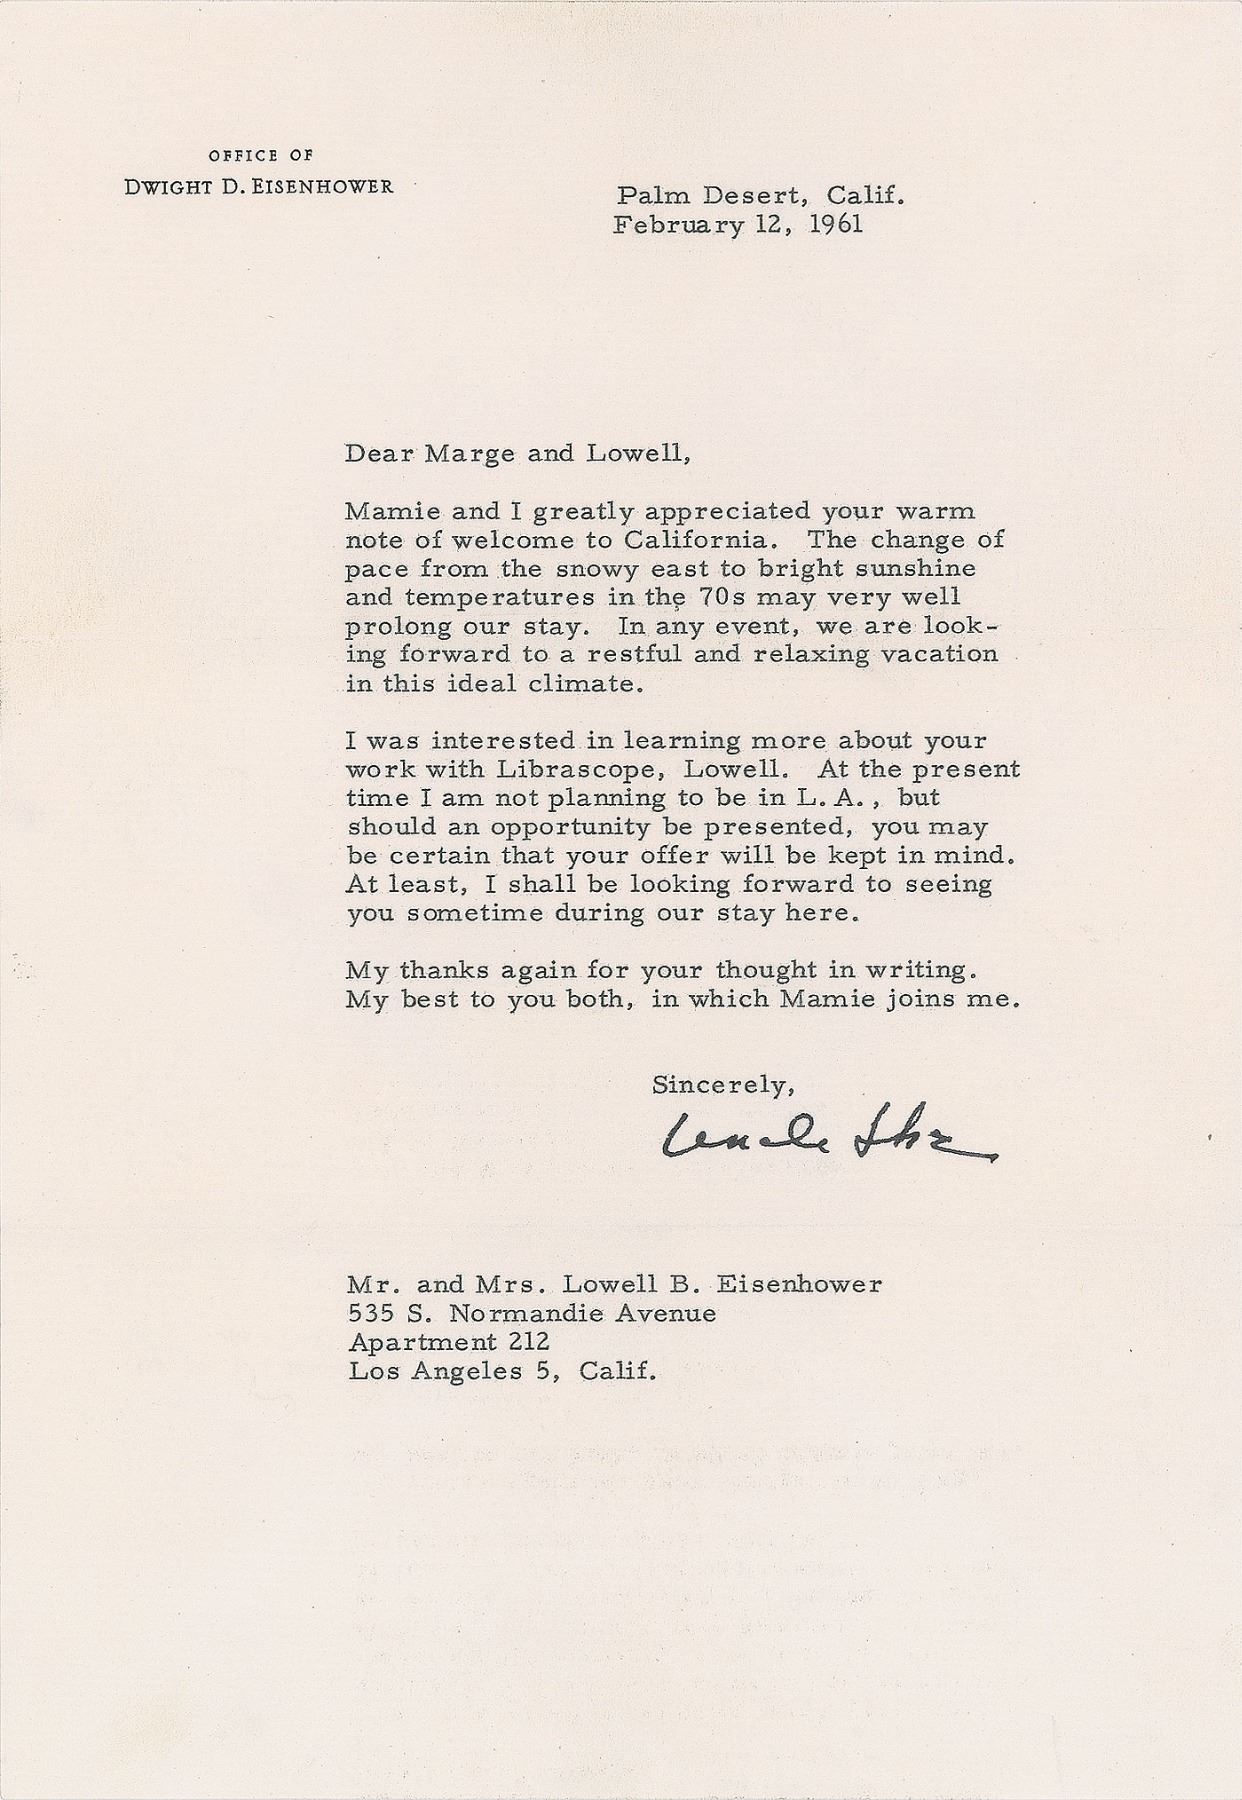 OFFICE OF
DWIGHT D. EISENHOWER
Palm Desert, Calif.
February 12, 1961
Dear Marge and Lowell,
Mamie and I greatly appreciated your warm
note of welcome to California. The change of
pace from the snowy east to bright sunshine
and temperatures in the 70s may very well
prolong our stay. In any event, we are look-
ing forward to a restful and relaxing vacation
in this ideal climate.
I was interested in learning more about your
work with Librascope, Lowell. At the present
time I am not planning to be in L.A., but
should an opportunity be presented, you may
be certain that your offer will be kept in mind.
At least, I shall be looking forward to seeing
you sometime during our stay here.
My thanks again for your thought in writing.
My best to you both, in which Mamie joins me.
Sincerely,
Uncle Ike
Mr. and Mrs. Lowell B. Eisenhower
535 S. Normandie Avenue
Apartment 212
Los Angeles 5, Calif.